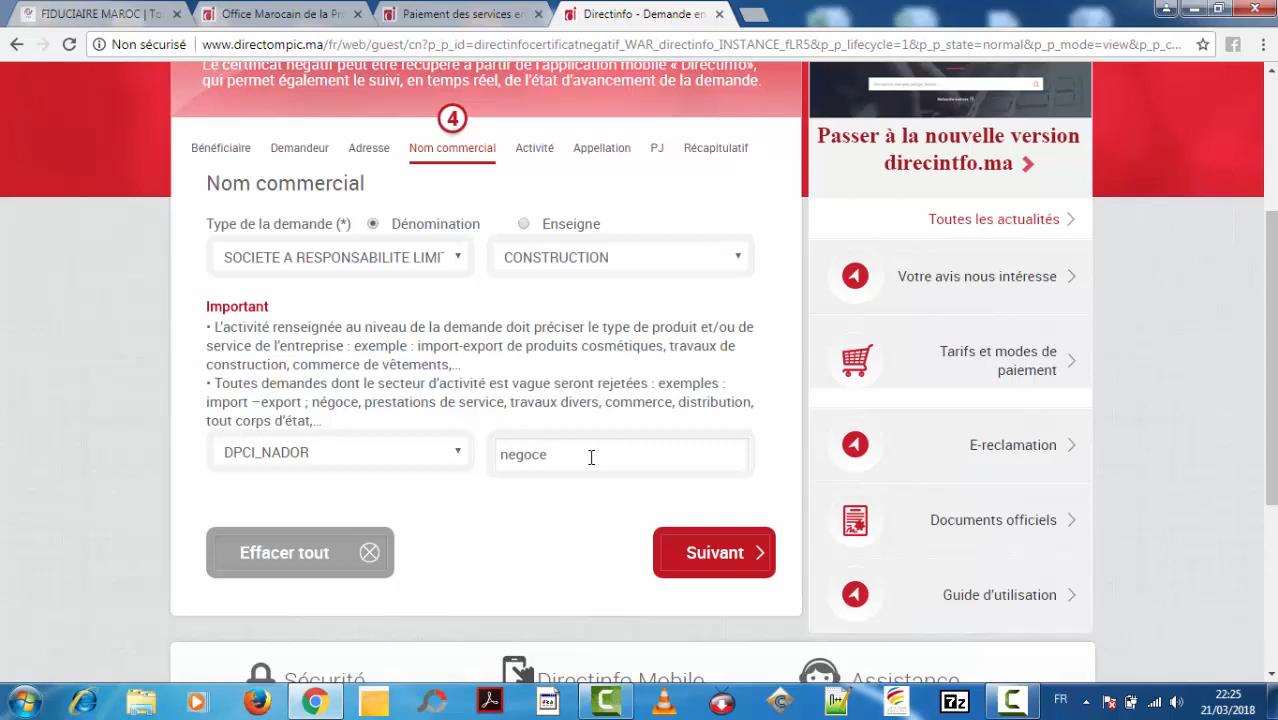 FIDUCIAIRE MAROC | To
Office Marocain de la Pro
Paiement des services en
Directinfo - Demande en
Non sécurisé
www.directompic.ma/fr/web/guest/cn?p_p_id=directinfocertificatnegatif_WAR_directinfo_INSTANCE_fLR5&p_p_lifecycle=1&p_p_state=normal&p_p_mode=view&p_p_c...
Le certificat négatif peut être récupéré à partir de l'application mobile « Directinfo»,
qui permet également le suivi, en temps réel, de l'état d'avancement de la demande.
4
Bénéficiaire
Demandeur
Adresse
Nom commercial
Activité
Appellation
PJ
Récapitulatif
Nom commercial
Type de la demande (*)
Dénomination
Enseigne
SOCIETE A RESPONSABILITE LIMI
CONSTRUCTION
Important
• L'activité renseignée au niveau de la demande doit préciser le type de produit et/ou de
service de l'entreprise : exemple : import-export de produits cosmétiques, travaux de
construction, commerce de vêtements,...
• Toutes demandes dont le secteur d'activité est vague seront rejetées : exemples :
import –export ; négoce, prestations de service, travaux divers, commerce, distribution,
tout corps d'état,...
DPCI_NADOR
negoce
Effacer tout
Suivant
Passer à la nouvelle version
direcintfo.ma
Toutes les actualités
Votre avis nous intéresse
Tarifs et modes de
paiement
E-reclamation
Documents officiels
Guide d'utilisation
Sécurité
Directinfo Mobile
Assistance
FR
22:25
21/03/2018